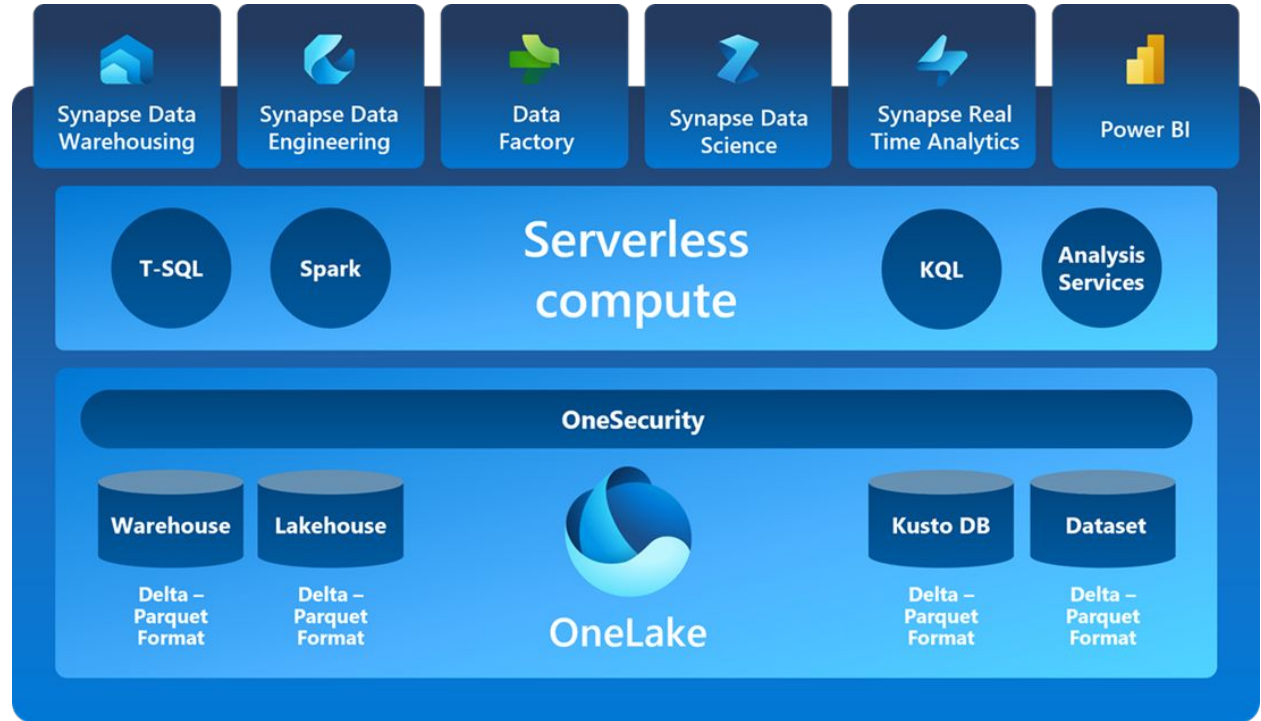 Synapse Data
Warehousing
Synapse Data
Engineering
Data
Factory
Synapse Data
Science
Synapse Real
Time Analytics
Power BI
T-SQL
Spark
Serverless
compute
KQL
Analysis
Services
OneSecurity
Warehouse
Lakehouse
Kusto DB
Dataset
Delta –
Parquet
Format
Delta –
Parquet
Format
OneLake
Delta –
Parquet
Format
Delta –
Parquet
Format